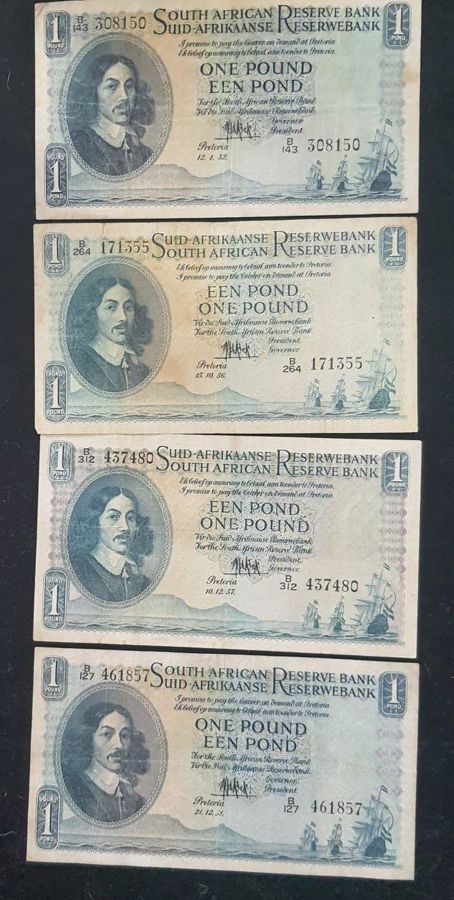 1 B/143 308150 SOUTH AFRICAN RESERVE BANK 1
SUID-AFRIKAANSE RESERWEBANK
I promise to pay the Bearer on demand at Pretoria
Ek beloof op aanvraag te betaal aan toonder te Pretoria.
ONE POUND
EEN POND
For the South African Reserve Bank
Vir die Suid-Afrikaanse Reserwebank.
Governor
President.
Pretoria
12. 1. 52.
B/143 308150
POUND
1
POND
1 B/264 171355 SUID-AFRIKAANSE RESERWEBANK 1
SOUTH AFRICAN RESERVE BANK
Ek beloof op aanvraag te betaal aan toonder te Pretoria.
I promise to pay the Bearer on demand at Pretoria
EEN POND
ONE POUND
Vir die Suid-Afrikaanse Reserwebank
For the South African Reserve Bank
President.
Governor.
Pretoria
15. 10. 56.
B/264 171355
1
POUND
1 B/312 437480 SUID-AFRIKAANSE RESERWEBANK 1
SOUTH AFRICAN RESERVE BANK
Ek beloof op aanvraag te betaal aan toonder te Pretoria.
I promise to pay the Bearer on demand at Pretoria
EEN POND
ONE POUND
Vir die Suid-Afrikaanse Reserwebank
For the South African Reserve Bank
President.
Governor.
Pretoria
10. 12. 57.
B/312 437480
1
POUND
1 B/127 461857 SOUTH AFRICAN RESERVE BANK 1
SUID-AFRIKAANSE RESERWEBANK
I promise to pay the Bearer on demand at Pretoria
Ek beloof op aanvraag te betaal aan toonder te Pretoria.
ONE POUND
EEN POND
For the South African Reserve Bank
Vir die Suid-Afrikaanse Reserwebank.
Governor
President.
Pretoria
21. 12. 51.
B/127 461857
POUND
1
POND